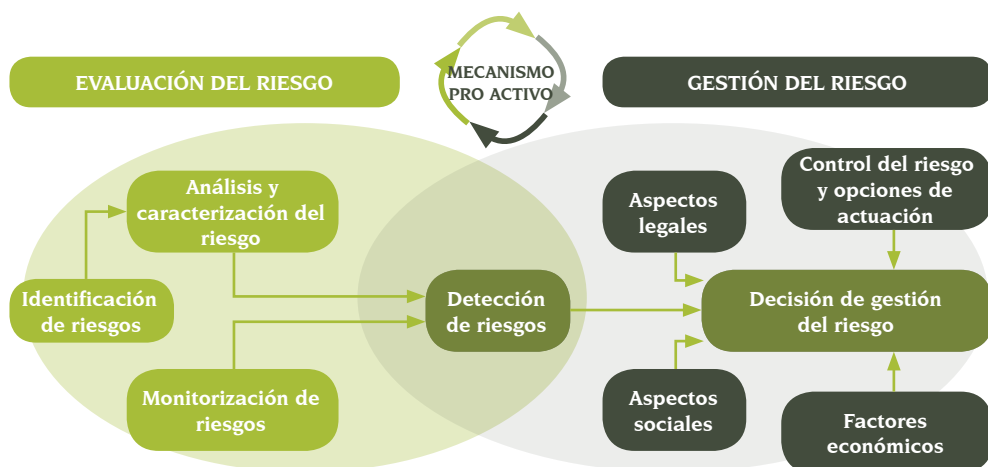 EVALUACIÓN DEL RIESGO
MECANISMO
PRO ACTIVO
GESTIÓN DEL RIESGO
Análisis y
caracterización del
riesgo
Identificación
de riesgos
Monitorización de
riesgos
Detección
de riesgos
Aspectos
legales
Control del riesgo
y opciones de
actuación
Decisión de gestión
del riesgo
Aspectos
sociales
Factores
económicos